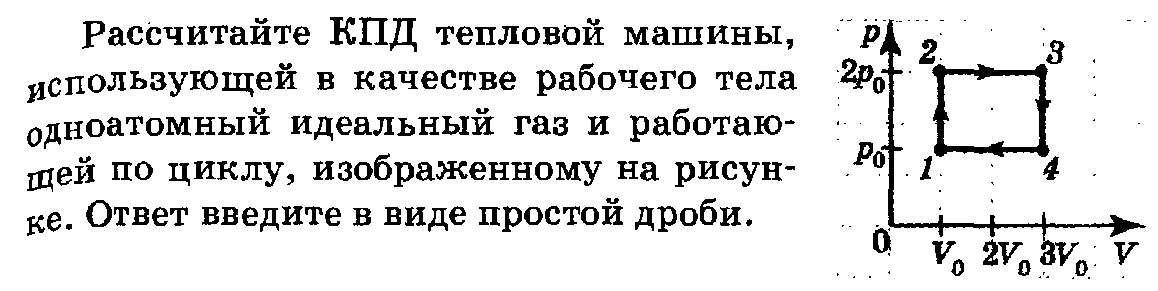 Рассчитайте КПД тепловой машины,
использующей в качестве рабочего тела
одноатомный идеальный газ и работаю-
щей по циклу, изображенному на рисун-
ке. Ответ введите в виде простой дроби.
p
2 3
2p₀
p₀
1 4
0 V₀ 2V₀ 3V₀ V